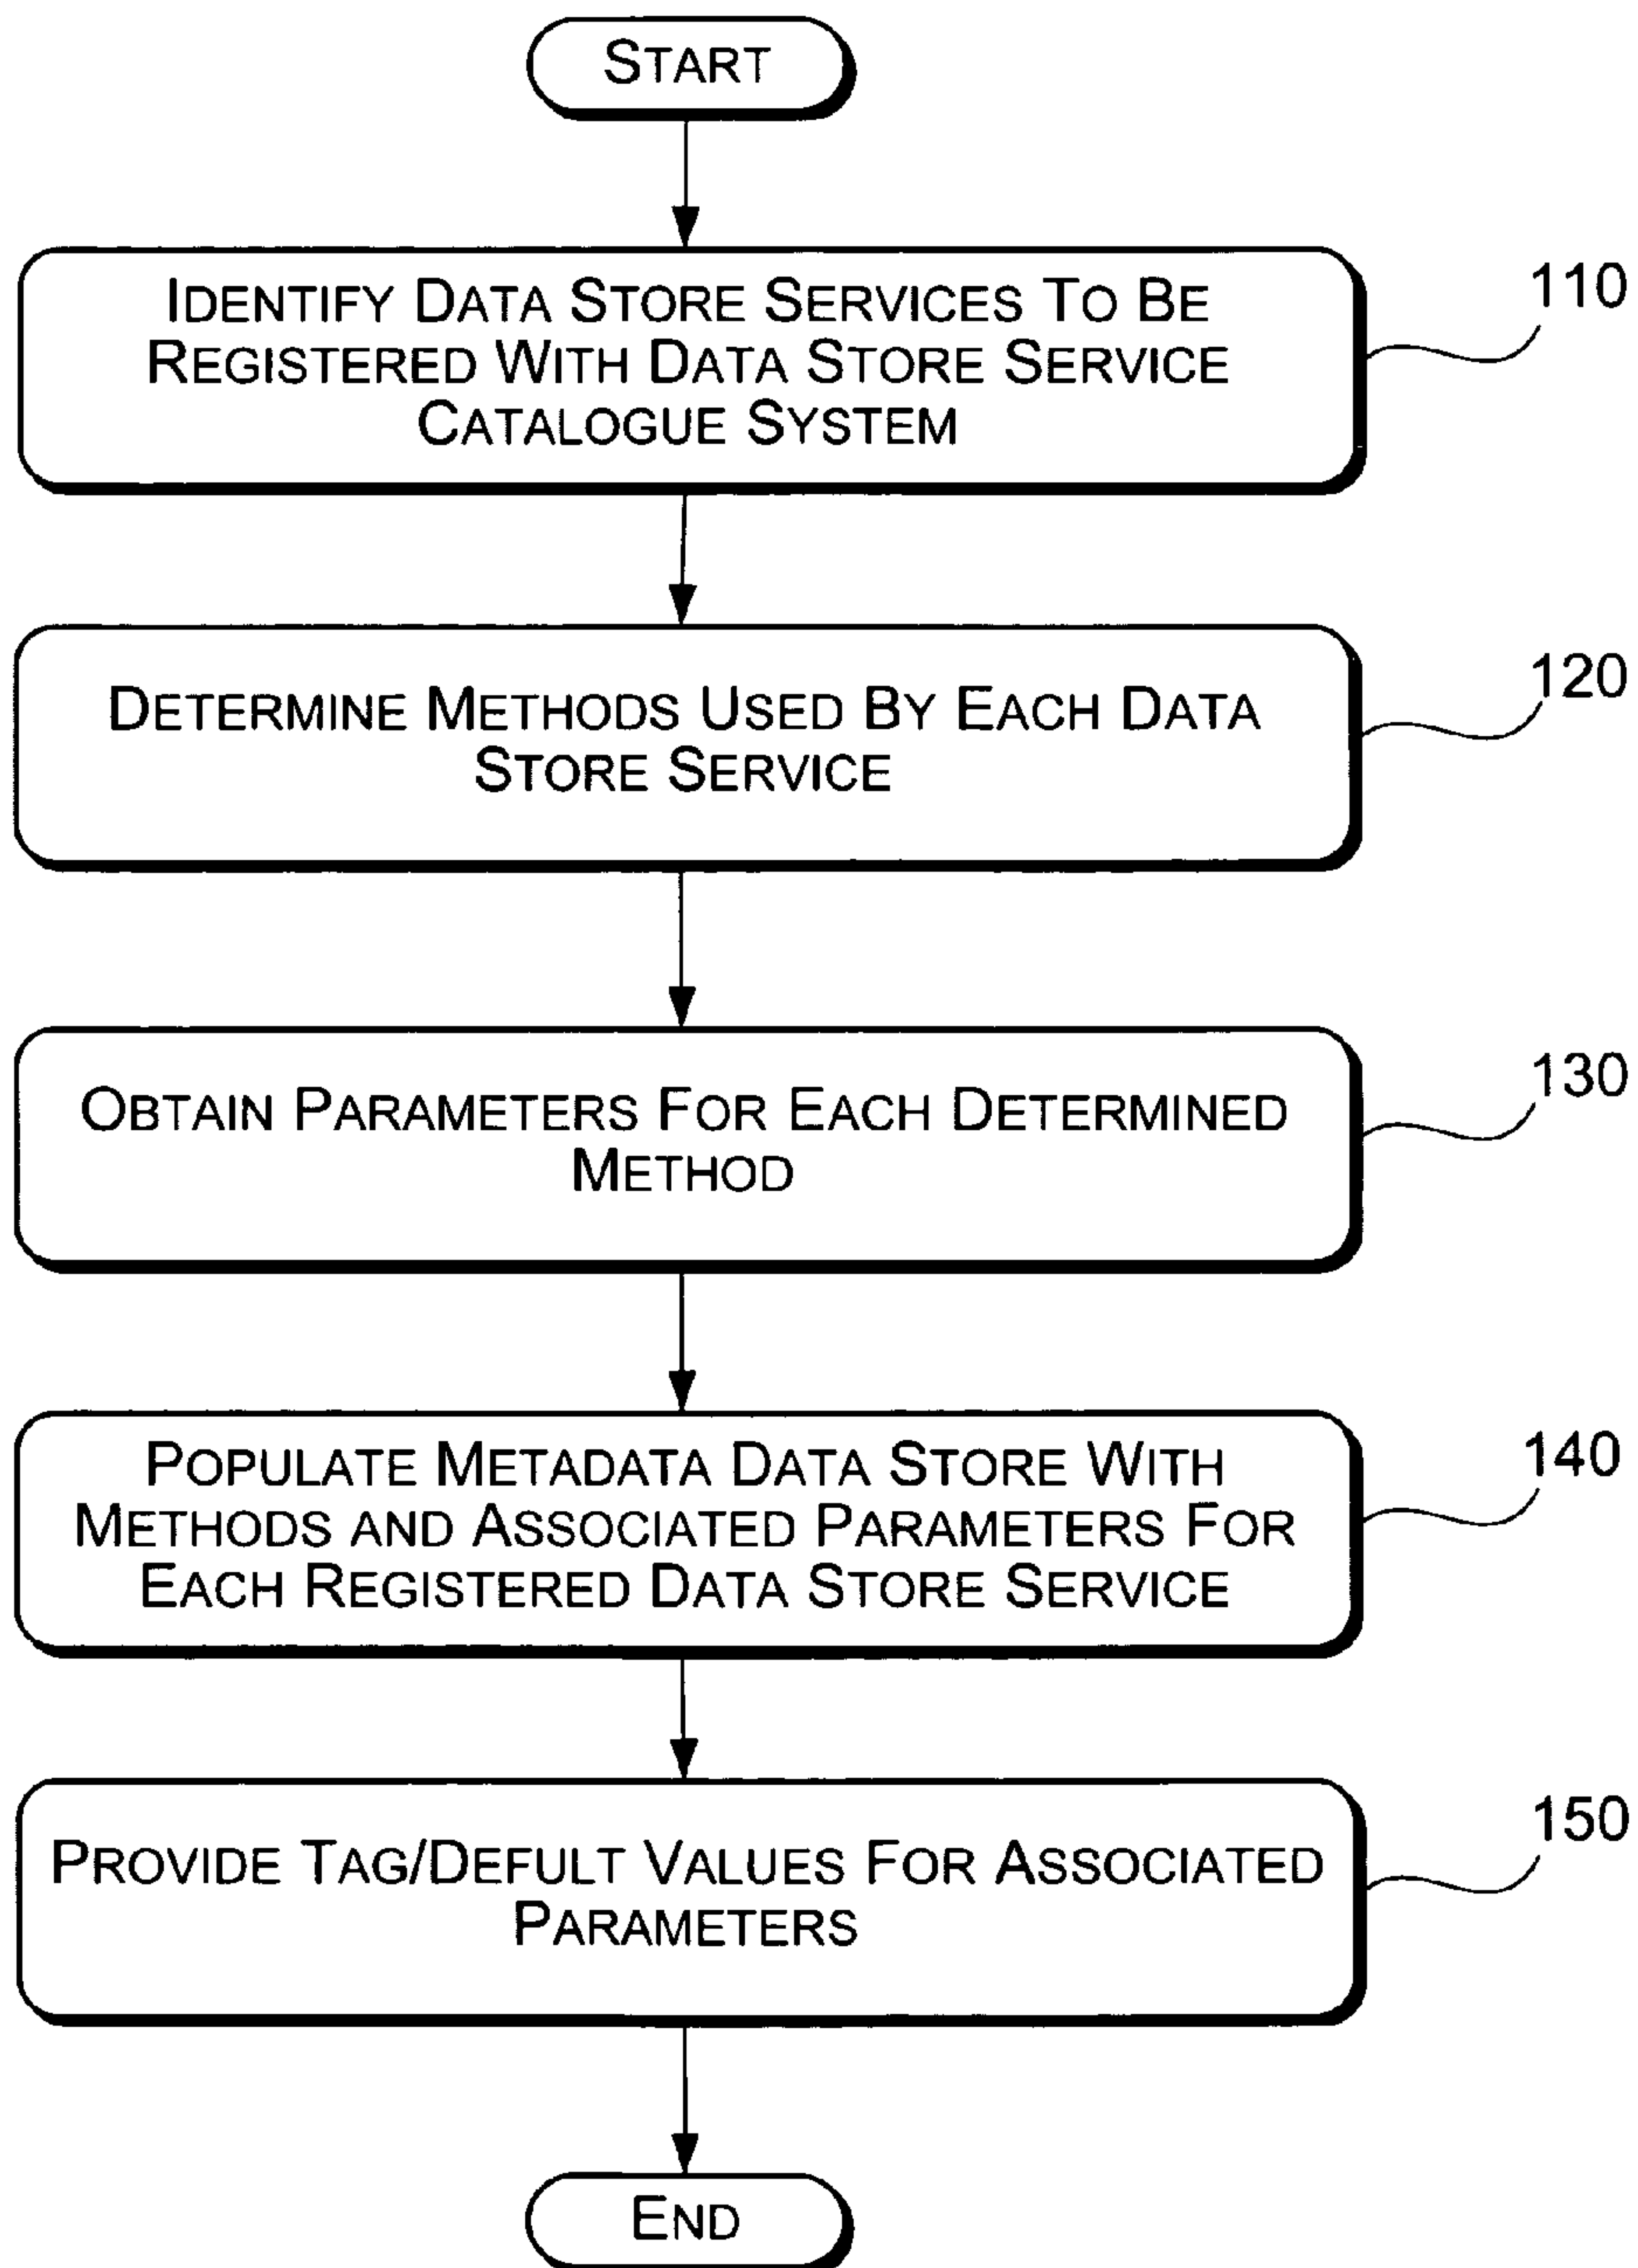 START
IDENTIFY DATA STORE SERVICES TO BE
REGISTERED WITH DATA STORE SERVICE
CATALOGUE SYSTEM
110
DETERMINE METHODS USED BY EACH DATA
STORE SERVICE
120
OBTAIN PARAMETERS FOR EACH DETERMINED
METHOD
130
POPULATE METADATA DATA STORE WITH
METHODS AND ASSOCIATED PARAMETERS FOR
EACH REGISTERED DATA STORE SERVICE
140
PROVIDE TAG/DEFULT VALUES FOR ASSOCIATED
PARAMETERS
150
END